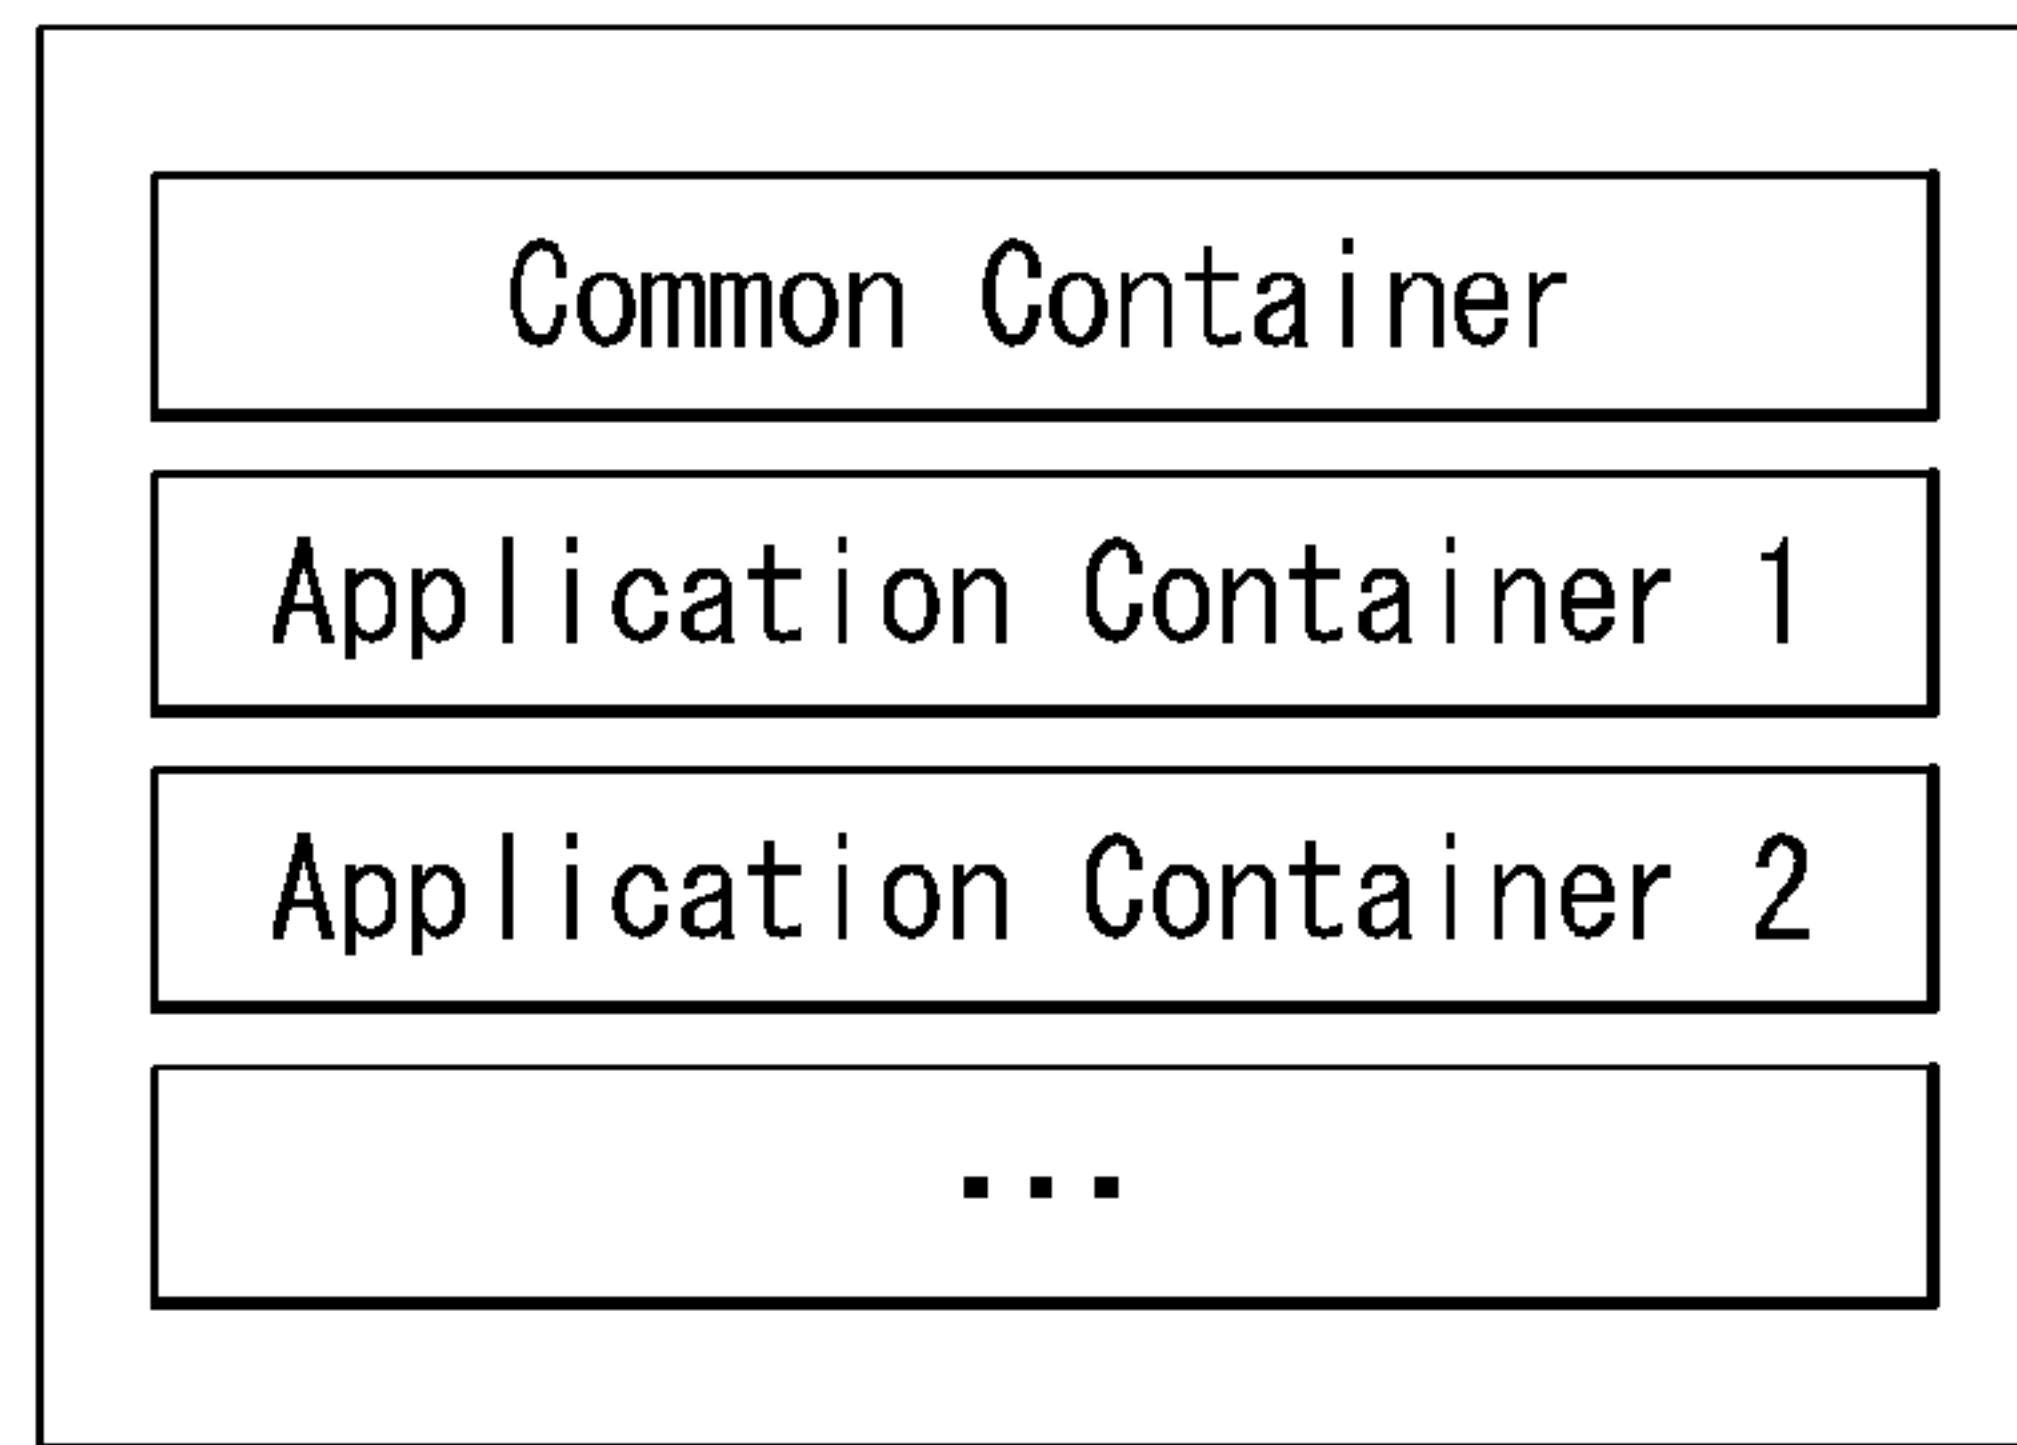 Common Container
Application Container 1
Application Container 2
...